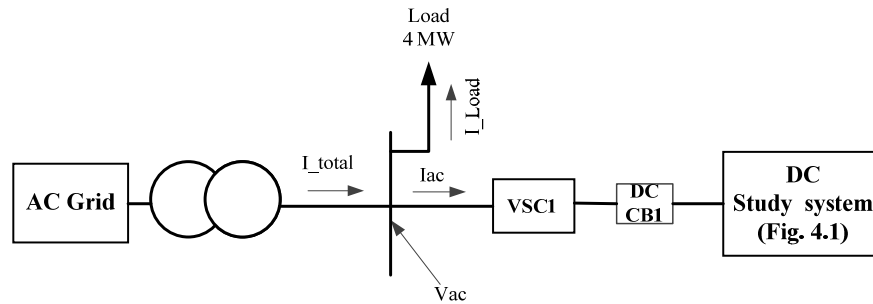 Load
4 MW
I_Load
I_total
Iac
AC Grid
VSC1
DC
CB1
DC
Study system
(Fig. 4.1)
Vac